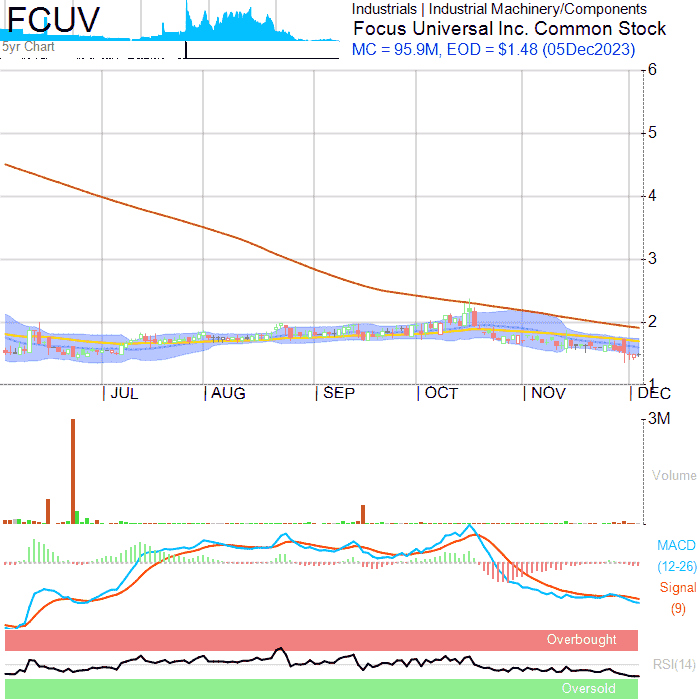 FCUV
5yr Chart
Industrials | Industrial Machinery/Components
Focus Universal Inc. Common Stock
MC = 95.9M, EOD = $1.48 (05Dec2023)
6
5
4
3
2
1
JUL AUG SEP OCT NOV DEC
3M
Volume
MACD
(12-26)
Signal
(9)
Overbought
RSI(14)
Oversold